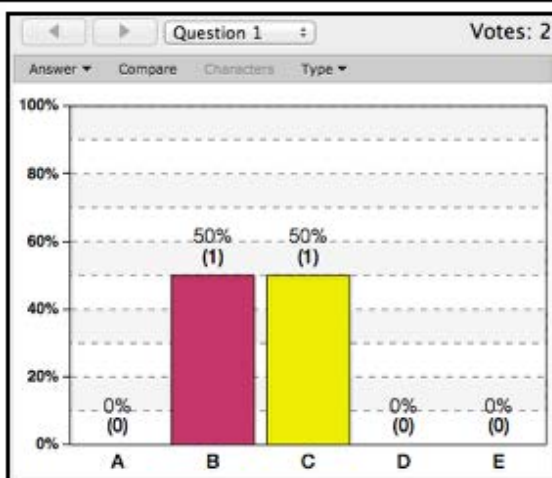 Question 1 Votes: 2
Answer Compare Characters Type
100%
80%
60%
50% 50%
(1) (1)
40%
20%
0% 0% 0%
(0) (0) (0)
0%
A B C D E